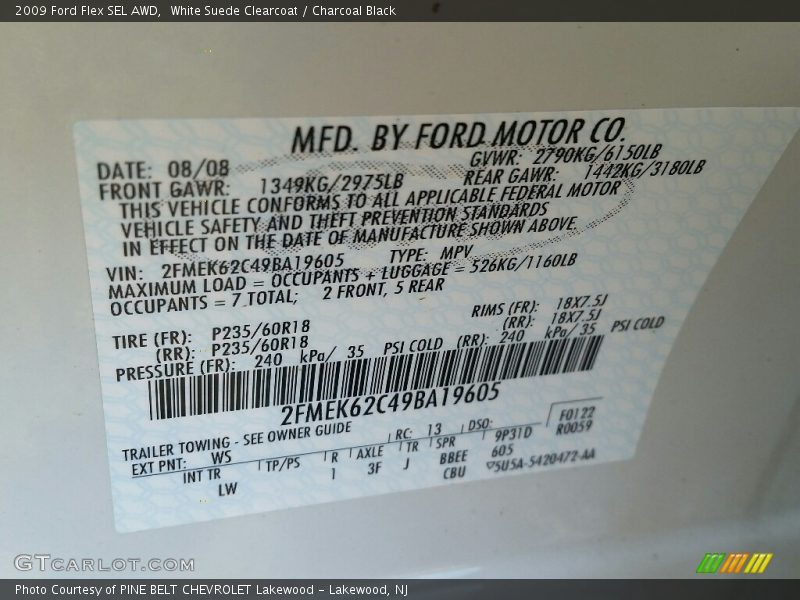 2009 Ford Flex SEL AWD,  White Suede Clearcoat / Charcoal Black
MFD. BY FORD MOTOR CO.
DATE: 08/08 GVWR: 2790KG/6150LB
FRONT GAWR: 1349KG/2975LB REAR GAWR: 1442KG/3180LB
THIS VEHICLE CONFORMS TO ALL APPLICABLE FEDERAL MOTOR
VEHICLE SAFETY AND THEFT PREVENTION STANDARDS
IN EFFECT ON THE DATE OF MANUFACTURE SHOWN ABOVE.
VIN: 2FMEK62C49BA19605 TYPE: MPV
MAXIMUM LOAD = OCCUPANTS + LUGGAGE = 526KG/1160LB
OCCUPANTS = 7 TOTAL; 2 FRONT, 5 REAR
TIRE (FR): P235/60R18 RIMS (FR): 18X7.5J
(RR): P235/60R18 (RR): 18X7.5J
PRESSURE (FR): 240 kPa/ 35 PSI COLD (RR): 240 kPa/ 35 PSI COLD
2FMEK62C49BA19605
TRAILER TOWING - SEE OWNER GUIDE RC: 13 DSO: F0122
EXT PNT: WS R AXLE TR SPR 9P31D R0059
INT TR TP/PS 1 3F J BBEE 605
LW CBU 5U5A-5420472-AA
GTCARLOT.COM
Photo Courtesy of PINE BELT CHEVROLET Lakewood - Lakewood, NJ